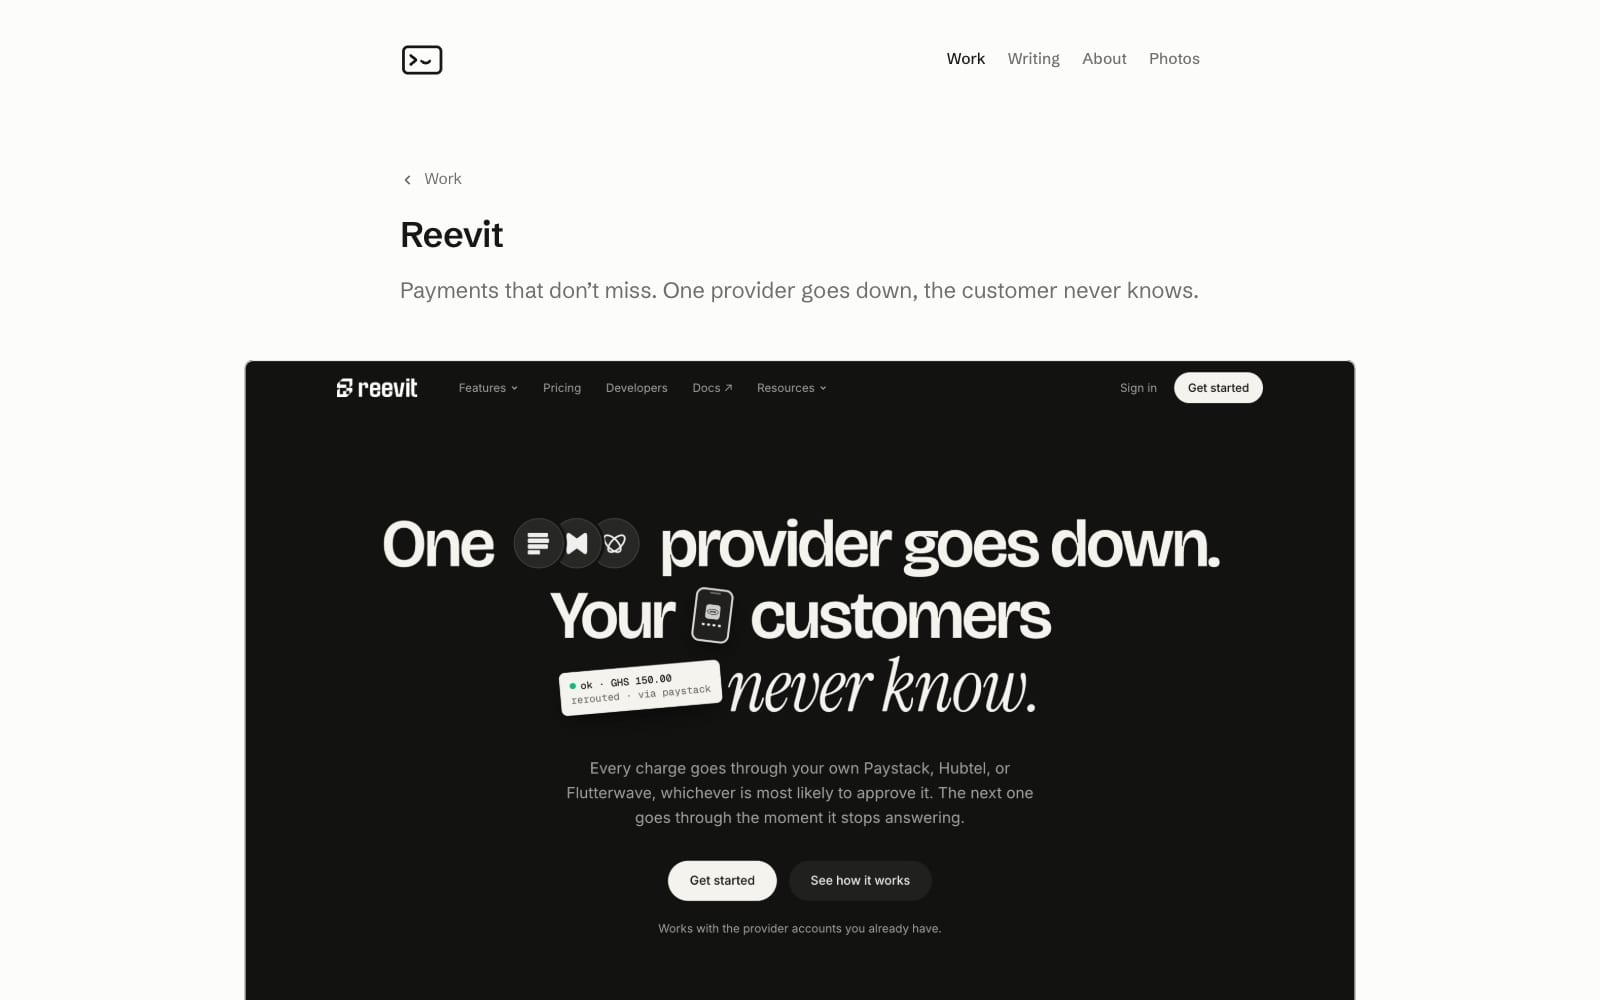 Work Writing About Photos
Work
Reevit
Payments that don’t miss. One provider goes down, the customer never knows.
reevit Features Pricing Developers Docs ↗ Resources Sign in Get started
One provider goes down.
Your customers
never know.
ok · GHS 150.00
rerouted · via paystack
Every charge goes through your own Paystack, Hubtel, or
Flutterwave, whichever is most likely to approve it. The next one
goes through the moment it stops answering.
Get started See how it works
Works with the provider accounts you already have.